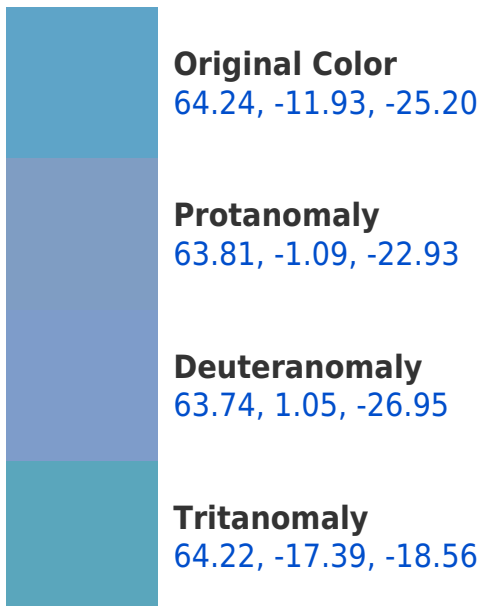 Original Color
64.24, -11.93, -25.20
Protanomaly
63.81, -1.09, -22.93
Deuteranomaly
63.74, 1.05, -26.95
Tritanomaly
64.22, -17.39, -18.56